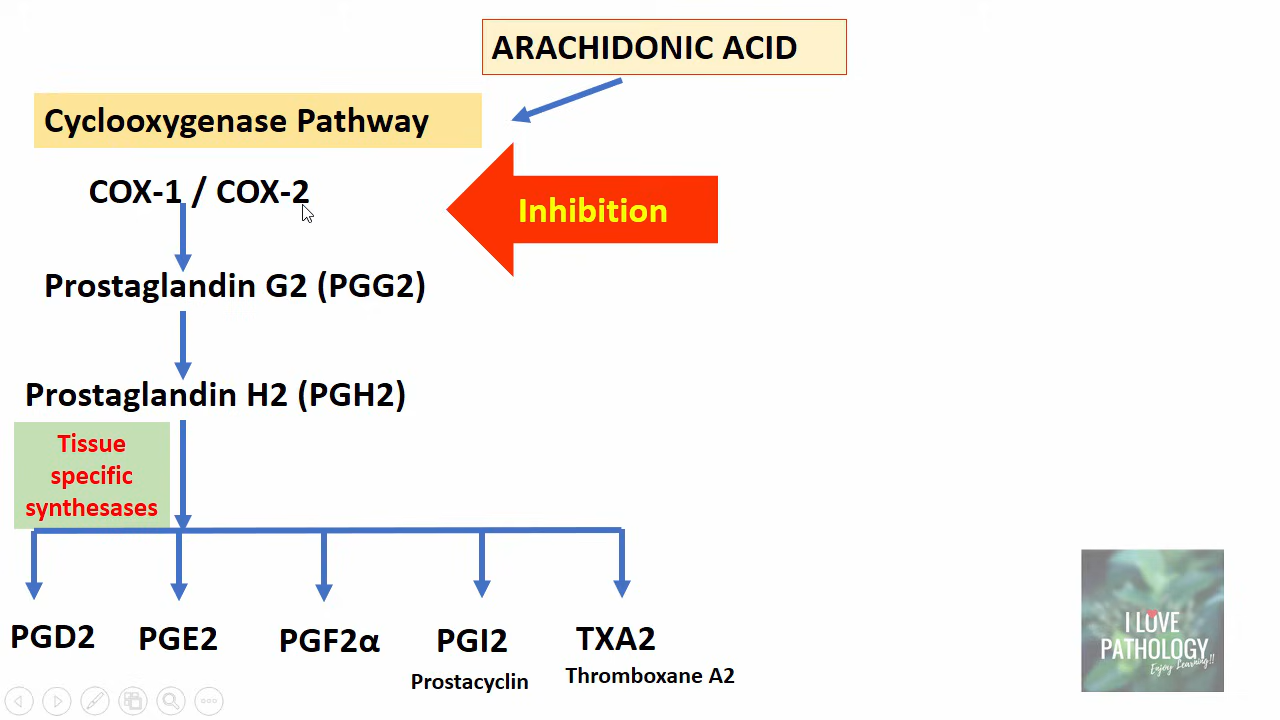 ARACHIDONIC ACID
Cyclooxygenase Pathway
COX-1 / COX-2
Inhibition
Prostaglandin G2 (PGG2)
Prostaglandin H2 (PGH2)
Tissue
specific
synthesases
PGD2
PGE2
PGF2α
PGI2
TXA2
Prostacyclin
Thromboxane A2
I LOVE
PATHOLOGY
Enjoy Learning!!